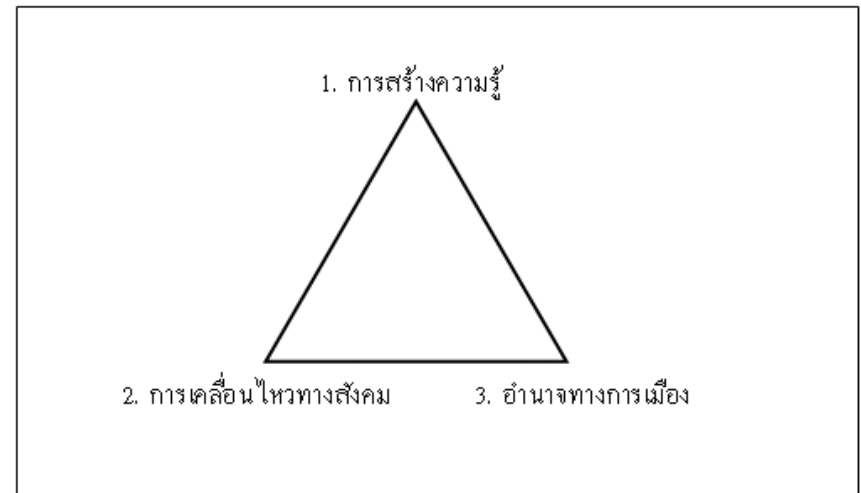 1. การสร้างความรู้
2. การเคลื่อนไหวทางสังคม 3. อำนาจทางการเมือง